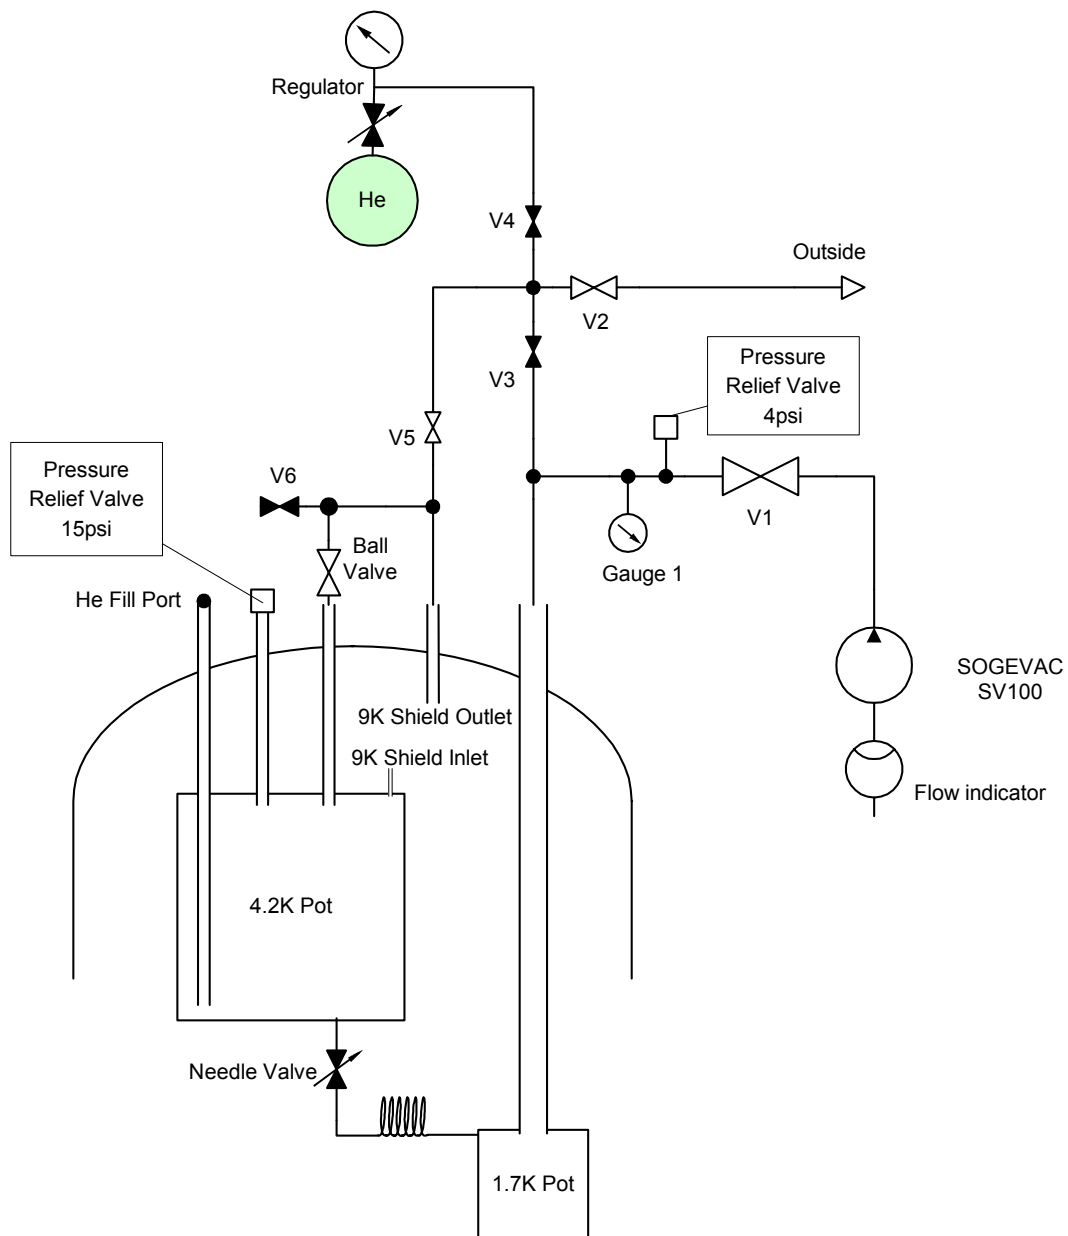 Regulator
He
V4
Outside
V2
Pressure
Relief Valve
4psi
V3
V5
Pressure
Relief Valve
15psi
V6
V1
Ball
Valve
Gauge 1
He Fill Port
SOGEVAC
SV100
9K Shield Outlet
9K Shield Inlet
Flow indicator
4.2K Pot
Needle Valve
1.7K Pot